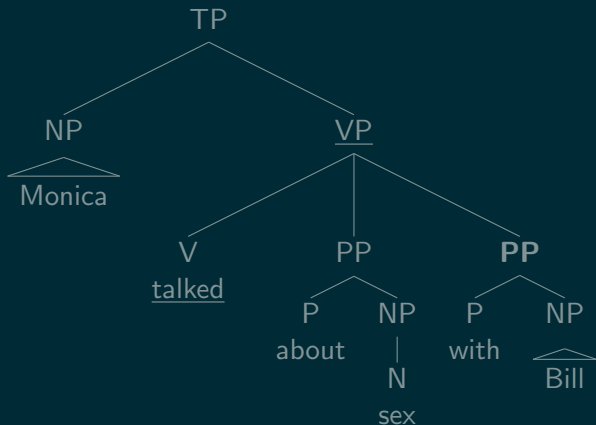 TP
NP VP
Monica
V PP PP
talked
P NP P NP
about with
N Bill
sex